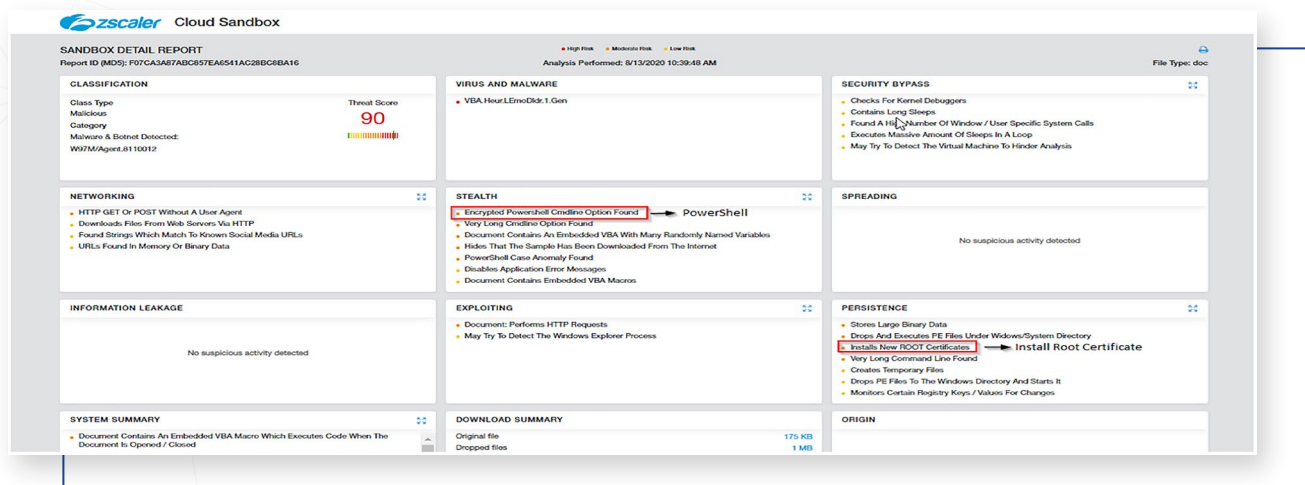 zscaler Cloud Sandbox
SANDBOX DETAIL REPORT
Report ID (MD5): F07CA3A87ABC857EA6541AC28BC8BA16
High Risk Moderate Risk Low Risk
Analysis Performed: 8/13/2020 10:39:48 AM
File Type: doc
CLASSIFICATION
Class Type
Malicious
Category
Malware & Botnet Detected:
W97M/Agent.8110012
Threat Score
90
VIRUS AND MALWARE
VBA.Heur.LEmoDldr.1.Gen
SECURITY BYPASS
Checks For Kernel Debuggers
Contains Long Sleeps
Found A High Number Of Window / User Specific System Calls
Executes Massive Amount Of Sleeps In A Loop
May Try To Detect The Virtual Machine To Hinder Analysis
NETWORKING
HTTP GET Or POST Without A User Agent
Downloads Files From Web Servers Via HTTP
Found Strings Which Match To Known Social Media URLs
URLs Found In Memory Or Binary Data
STEALTH
Encrypted Powershell Cmdline Option Found PowerShell
Very Long Cmdline Option Found
Document Contains An Embedded VBA With Many Randomly Named Variables
Hides That The Sample Has Been Downloaded From The Internet
PowerShell Case Anomaly Found
Disables Application Error Messages
Document Contains Embedded VBA Macros
SPREADING
No suspicious activity detected
INFORMATION LEAKAGE
No suspicious activity detected
EXPLOITING
Document: Performs HTTP Requests
May Try To Detect The Windows Explorer Process
PERSISTENCE
Stores Large Binary Data
Drops And Executes PE Files Under Widows/System Directory
Installs New ROOT Certificates Install Root Certificate
Very Long Command Line Found
Creates Temporary Files
Drops PE Files To The Windows Directory And Starts It
Monitors Certain Registry Keys / Values For Changes
SYSTEM SUMMARY
Document Contains An Embedded VBA Macro Which Executes Code When The
Document Is Opened / Closed
DOWNLOAD SUMMARY
Original file 175 KB
Dropped files 1 MB
ORIGIN